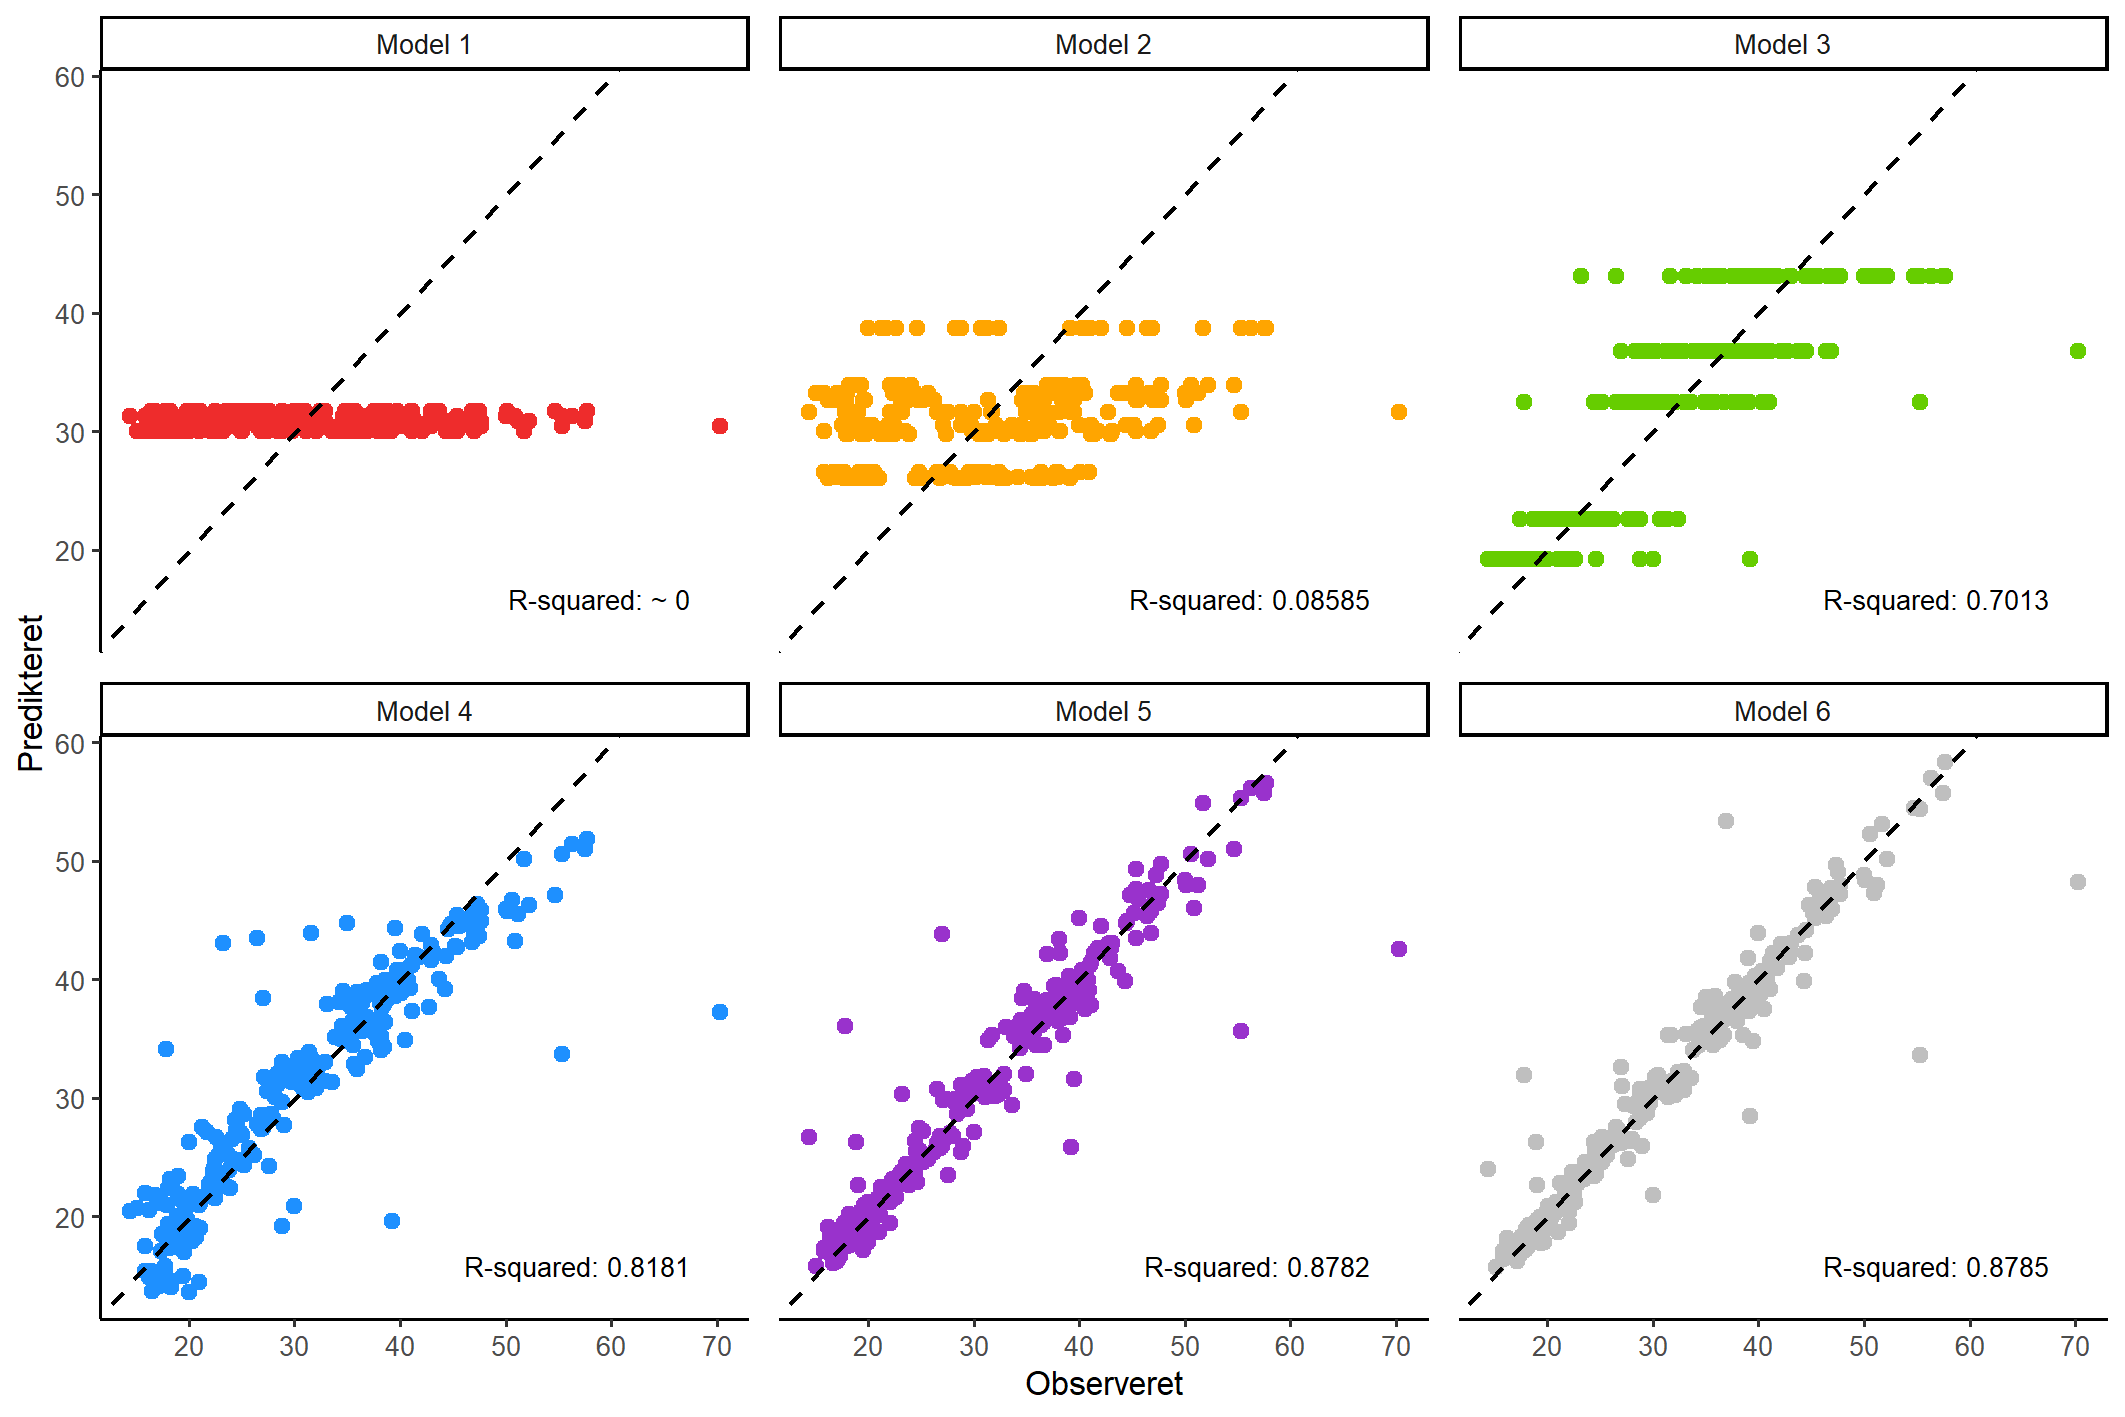 Model 1
Model 2
Model 3
60
50
40
30
20
R-squared: ~ 0
R-squared: 0.08585
R-squared: 0.7013
Predikteret
Model 4
Model 5
Model 6
60
50
40
30
20
R-squared: 0.8181
R-squared: 0.8782
R-squared: 0.8785
20 30 40 50 60 70
20 30 40 50 60 70
20 30 40 50 60 70
Observeret